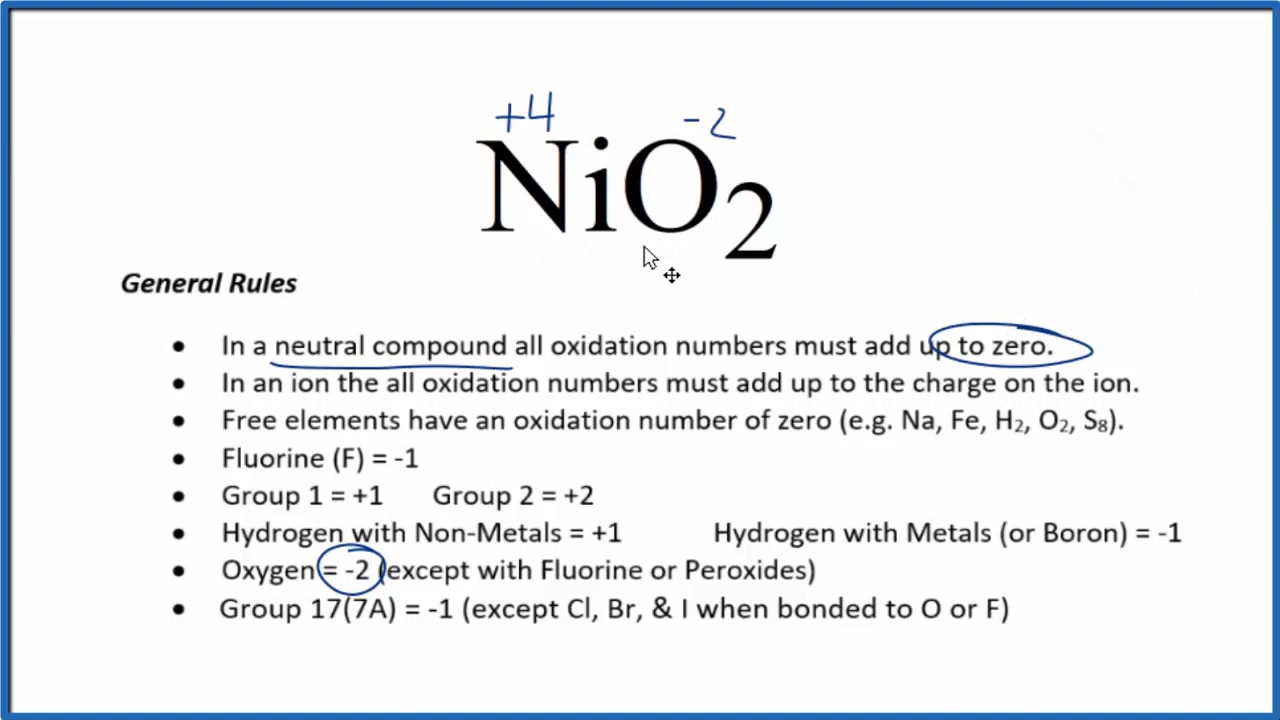 +4 -2
NiO₂
General Rules
• In a neutral compound all oxidation numbers must add up to zero.
• In an ion the all oxidation numbers must add up to the charge on the ion.
• Free elements have an oxidation number of zero (e.g. Na, Fe, H₂, O₂, S₈).
• Fluorine (F) = -1
• Group 1 = +1 Group 2 = +2
• Hydrogen with Non-Metals = +1 Hydrogen with Metals (or Boron) = -1
• Oxygen = -2 (except with Fluorine or Peroxides)
• Group 17(7A) = -1 (except Cl, Br, & I when bonded to O or F)